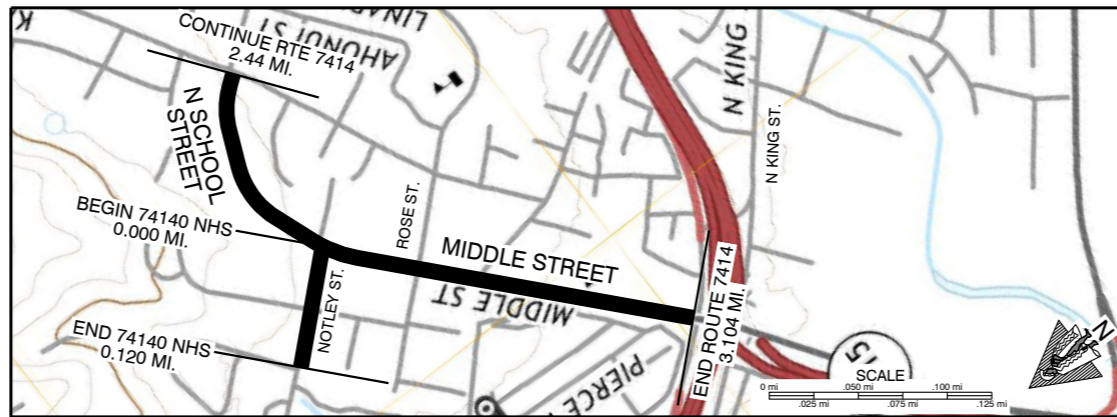 CONTINUE RTE 7414
2.44 MI.
AHONUI ST
LINAP
K
N SCHOOL
STREET
BEGIN 74140 NHS
0.000 MI.
END 74140 NHS
0.120 MI.
NOTLEY ST.
ROSE ST.
MIDDLE STREET
MIDDLE ST
PIERCE
N KING
N KING ST.
END ROUTE 7414
3.104 MI.
SCALE
0 mi .050 mi .100 mi
.025 mi .075 mi .125 mi
N